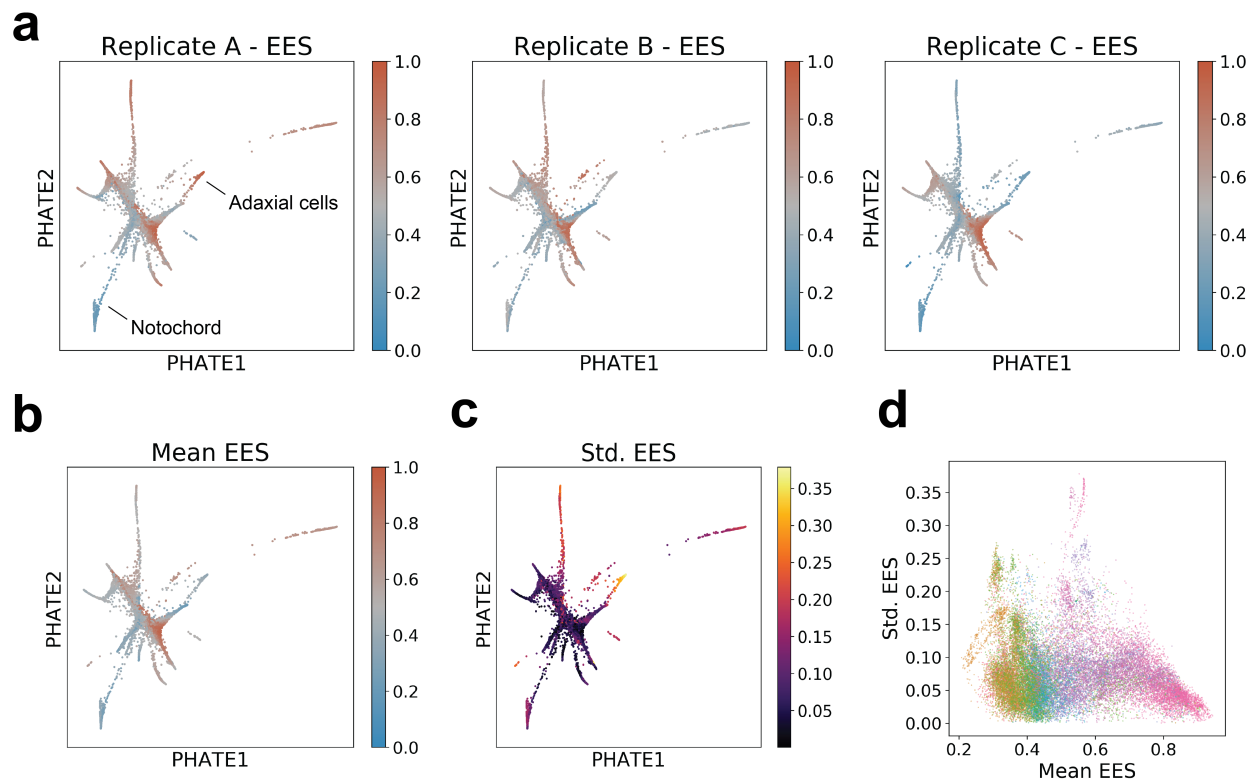 a
Replicate A - EES
PHATE2
PHATE1
Adaxial cells
Notochord
1.0
0.8
0.6
0.4
0.2
0.0
Replicate B - EES
PHATE2
PHATE1
1.0
0.8
0.6
0.4
0.2
0.0
Replicate C - EES
PHATE2
PHATE1
1.0
0.8
0.6
0.4
0.2
0.0
b
Mean EES
PHATE2
PHATE1
1.0
0.8
0.6
0.4
0.2
0.0
c
Std. EES
PHATE2
PHATE1
0.35
0.30
0.25
0.20
0.15
0.10
0.05
d
Std. EES
0.35
0.30
0.25
0.20
0.15
0.10
0.05
0.00
0.2 0.4 0.6 0.8
Mean EES